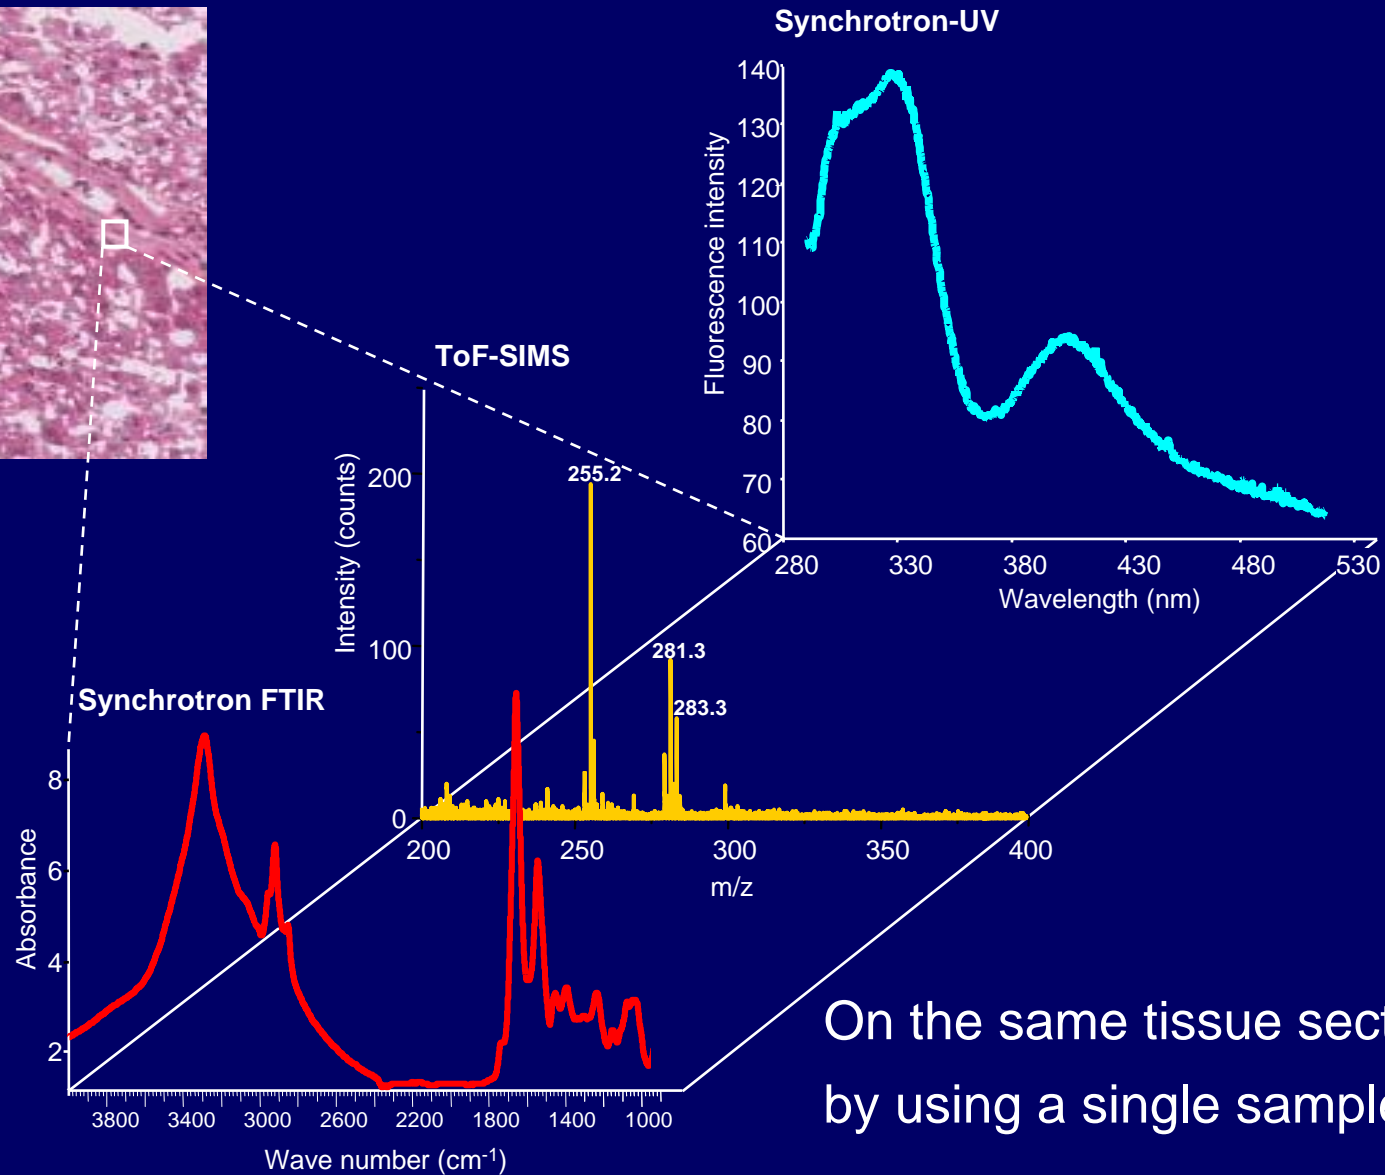 Synchrotron-UV
140
130
120
110
100
90
80
70
60
Fluorescence intensity
280 330 380 430 480 530
Wavelength (nm)
ToF-SIMS
200
100
0
Intensity (counts)
255.2
281.3
283.3
200 250 300 350 400
m/z
Synchrotron FTIR
8
6
4
2
Absorbance
3800 3400 3000 2600 2200 1800 1400 1000
Wave number (cm-1)
On the same tissue sect
by using a single sample